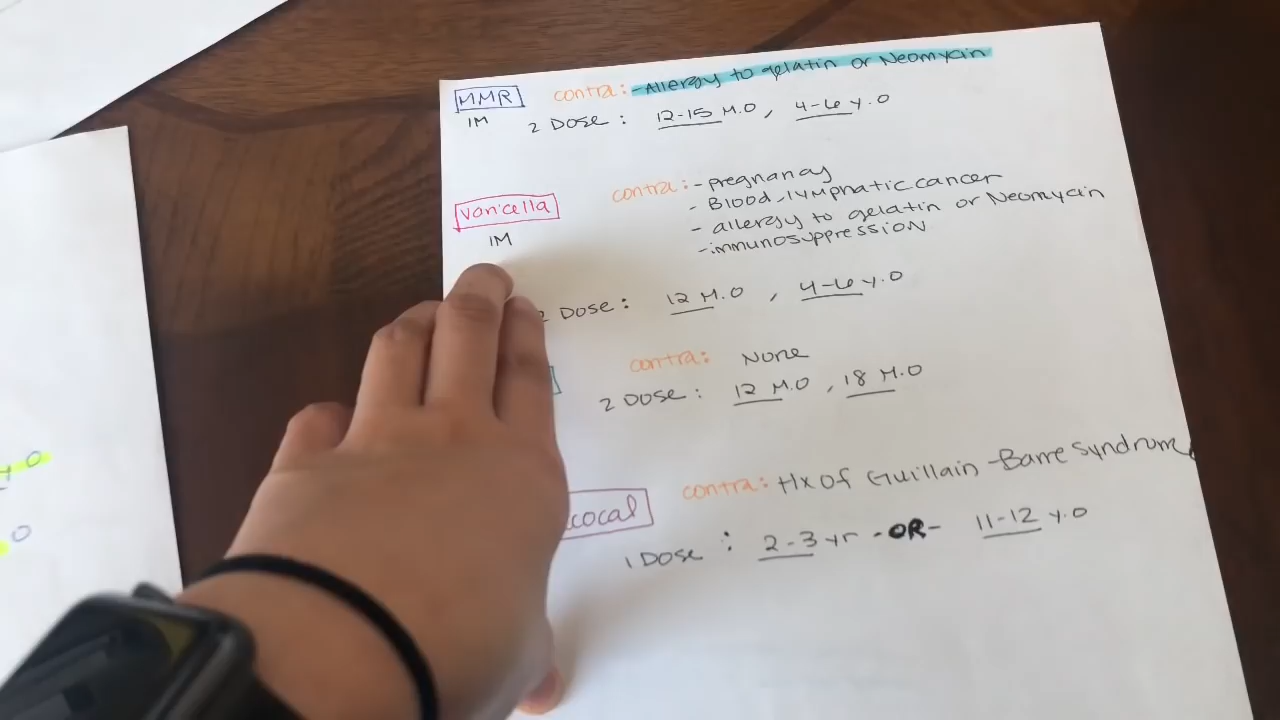 MMR contra: - Allergy to gelatin or Neomycin
IM 2 Dose : 12-15 M.O , 4-6 y.o
Varicella contra: - pregnancy
- Blood, lymphatic cancer
- allergy to gelatin or Neomycin
IM - immunosuppression
2 Dose : 12 M.O , 4-6 y.o
contra: None
2 Dose : 12 M.O , 18 M.O
cocal contra: Hx of Guillain-Barre syndrome
1 Dose : 2-3 yr -OR- 11-12 y.o
y o
o